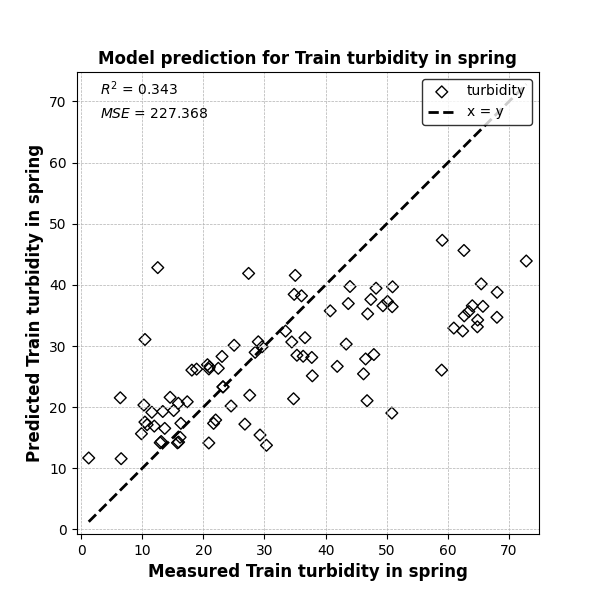 Model prediction for Train turbidity in spring
R² = 0.343
MSE = 227.368
turbidity
x = y
70
60
50
40
30
20
10
0
Predicted Train turbidity in spring
0 10 20 30 40 50 60 70
Measured Train turbidity in spring